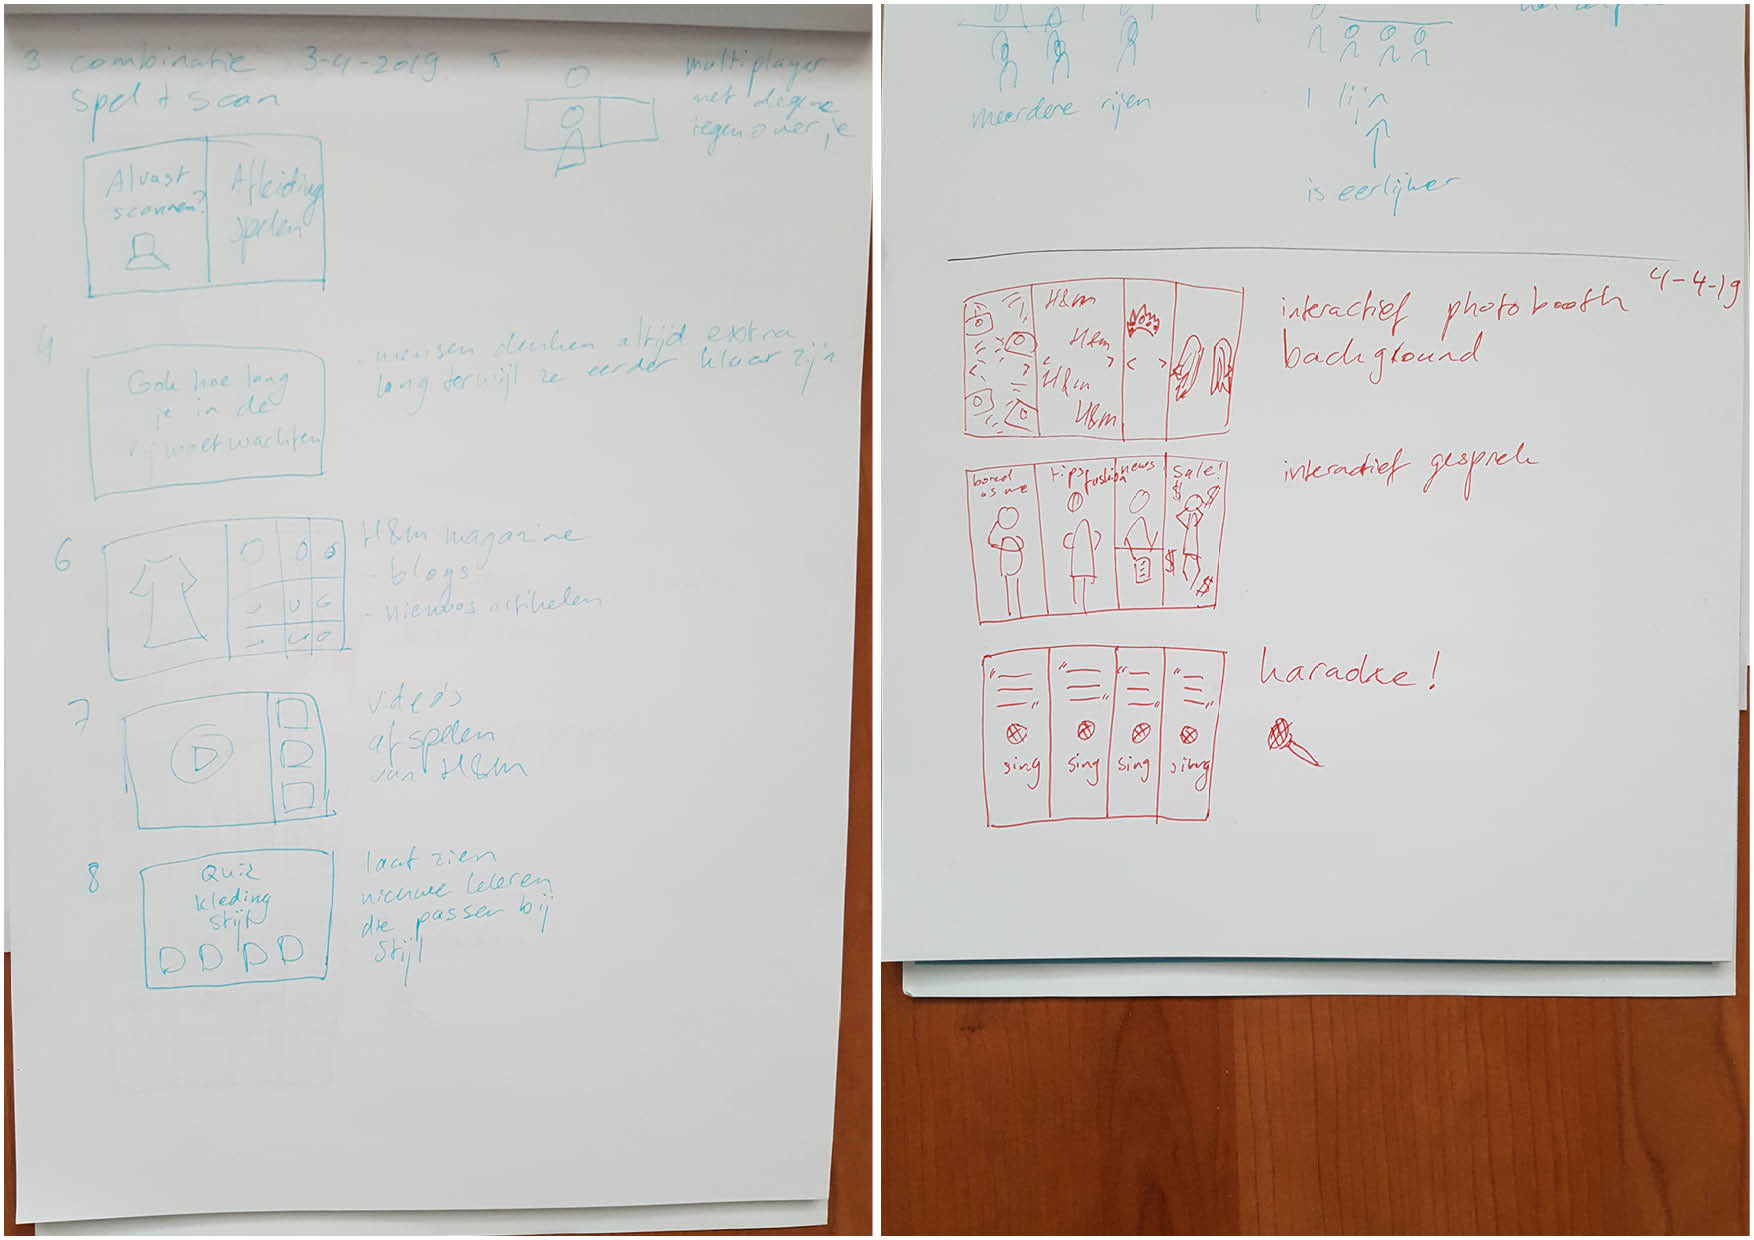 3 combinatie 3-4-2019
spel + scan
Alvast
scannen?
Afleiding
spelen
5
multiplayer
met degene
tegenover je
4
Gok hoe lang
je in de
rij moet wachten
- mensen denken altijd extra
lang terwijl ze eerder klaar zijn
6
H&M magazine
- blogs
- nieuws artikelen
7
video's
afspelen
van H&M
8
Quiz
kleding
stijl
laat zien
nieuwe kleren
die passen bij
stijl
meerdere rijen
1 lijn
is eerlijker
4-4-19
H&M
H&M
< >
H&M
H&M
< >
interactief photobooth
background
bored
as me
tips
fashion
news
sale!
$
$
$
interactief gesprek
" "
" "
" "
" "
sing
sing
sing
sing
karaoke!